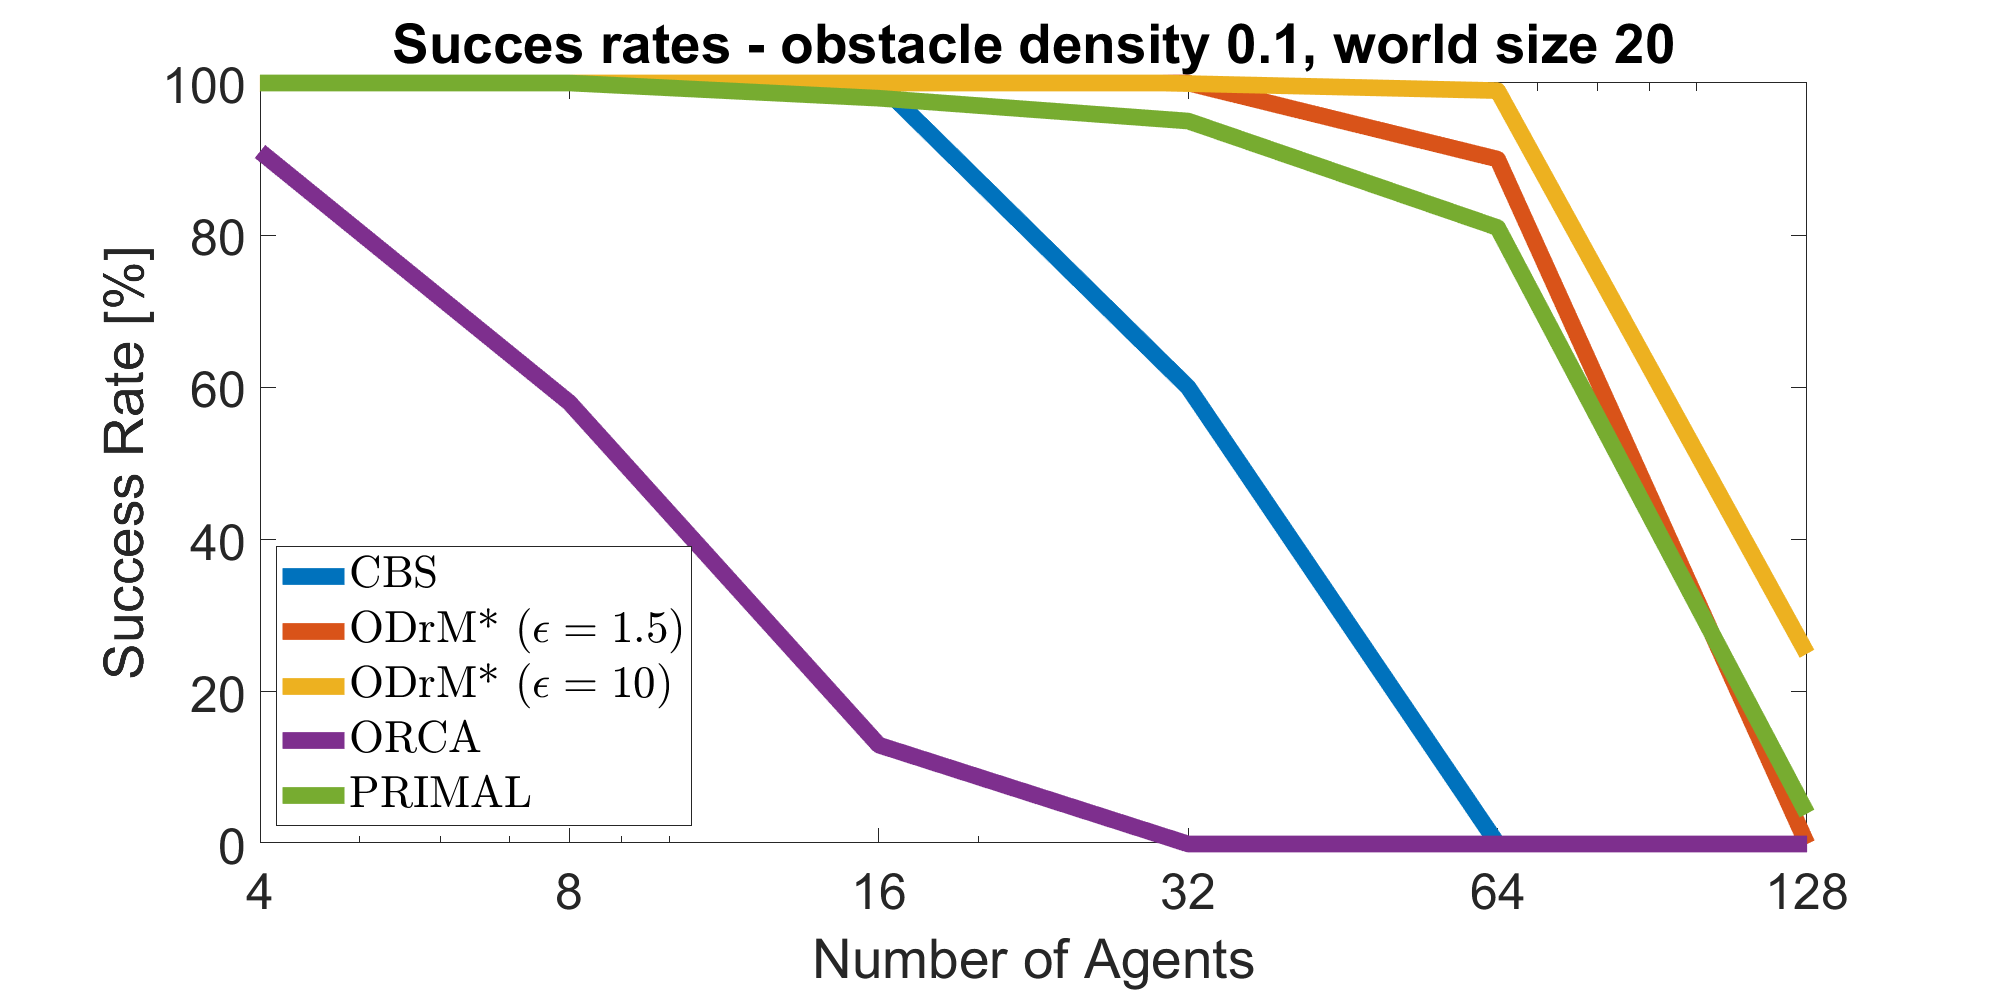 Succes rates - obstacle density 0.1, world size 20
100
80
60
40
20
0
Success Rate [%]
CBS
ODrM* (ϵ = 1.5)
ODrM* (ϵ = 10)
ORCA
PRIMAL
4 8 16 32 64 128
Number of Agents